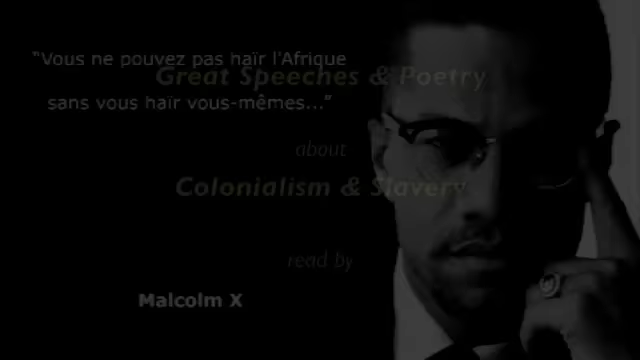 “Vous ne pouvez pas haïr l'Afrique
Great Speeches & Poetry
sans vous haïr vous-mêmes...”
about
Colonialism & Slavery
read by
Malcolm X